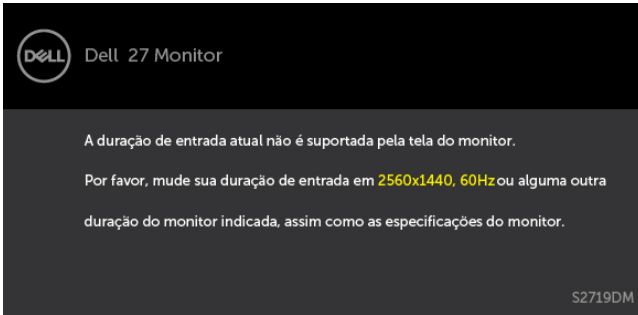 DELL
Dell 27 Monitor
A duração de entrada atual não é suportada pela tela do monitor.
Por favor, mude sua duração de entrada em 2560x1440, 60Hz ou alguma outra
duração do monitor indicada, assim como as especificações do monitor.
S2719DM